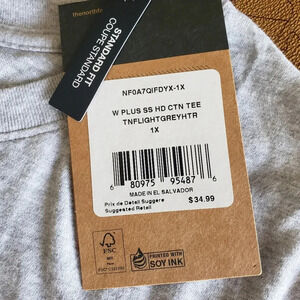 thenorthfa
STANDARD FIT
COUPE STANDARD
NF0A7QIFDYX-1X
W PLUS SS HD CTN TEE
TNFLIGHTGREYHTR
1X
6 80975 95487 6
MADE IN EL SALVADOR
Prix de Detail Suggere
Suggested Retail
$34.99
FSC
PRINTED WITH
SOY INK